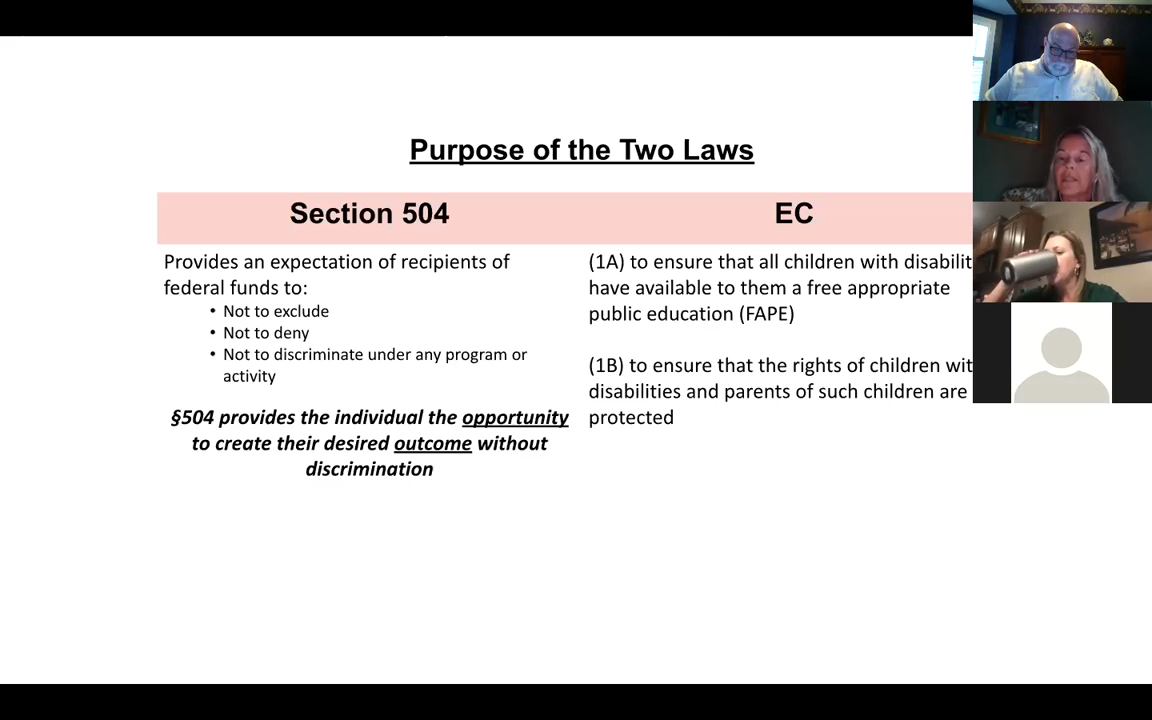 Purpose of the Two Laws
Section 504
EC
Provides an expectation of recipients of
federal funds to:
• Not to exclude
• Not to deny
• Not to discriminate under any program or
activity
§504 provides the individual the opportunity
to create their desired outcome without
discrimination
(1A) to ensure that all children with disabilit
have available to them a free appropriate
public education (FAPE)
(1B) to ensure that the rights of children wit
disabilities and parents of such children are
protected